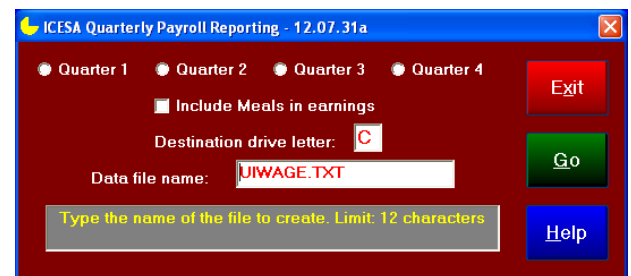 ICESA Quarterly Payroll Reporting - 12.07.31a
Quarter 1 Quarter 2 Quarter 3 Quarter 4
Exit
Include Meals in earnings
Destination drive letter: C
Go
Data file name: UIWAGE.TXT
Type the name of the file to create. Limit: 12 characters
Help